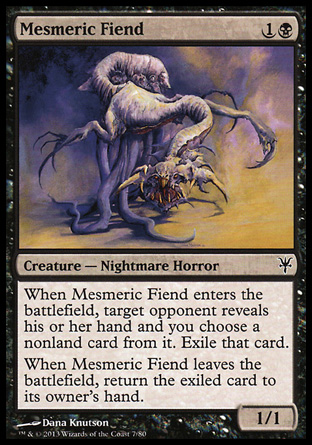 Mesmeric Fiend 1
Creature — Nightmare Horror
When Mesmeric Fiend enters the
battlefield, target opponent reveals
his or her hand and you choose a
nonland card from it. Exile that card.
When Mesmeric Fiend leaves the
battlefield, return the exiled card to
its owner's hand.
Dana Knutson
™ & © 2013 Wizards of the Coast 7/80
1/1